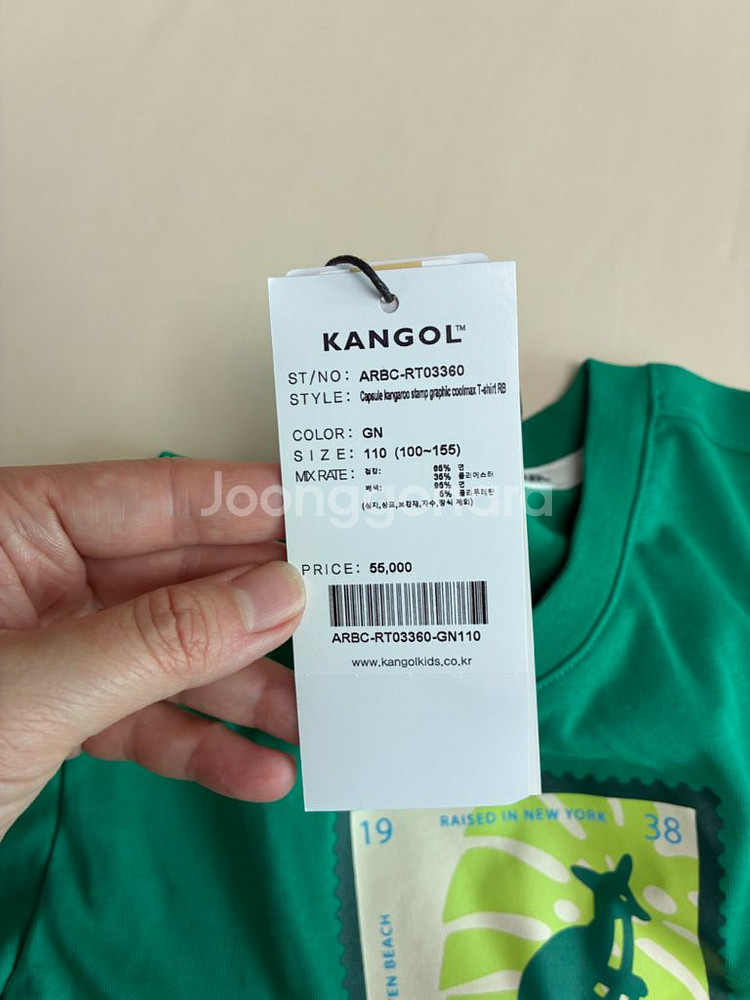 KANGOL™
ST/NO: ARBC-RT03360
STYLE: Capsule kangaroo stamp graphic coolmax T-shirt RB
COLOR: GN
SIZE: 110 (100~155)
MIX RATE: 겉감: 65% 면
35% 폴리에스터
배색: 95% 면
5% 폴리우레탄
(심지,심프,보강재,자수,장식 제외)
Joonggonara
PRICE: 55,000
ARBC-RT03360-GN110
www.kangolkids.co.kr
19 RAISED IN NEW YORK 38
BEACH